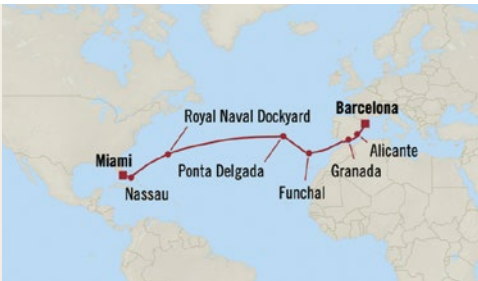 Royal Naval Dockyard
Barcelona
Miami
Ponta Delgada
Alicante
Nassau
Funchal
Granada